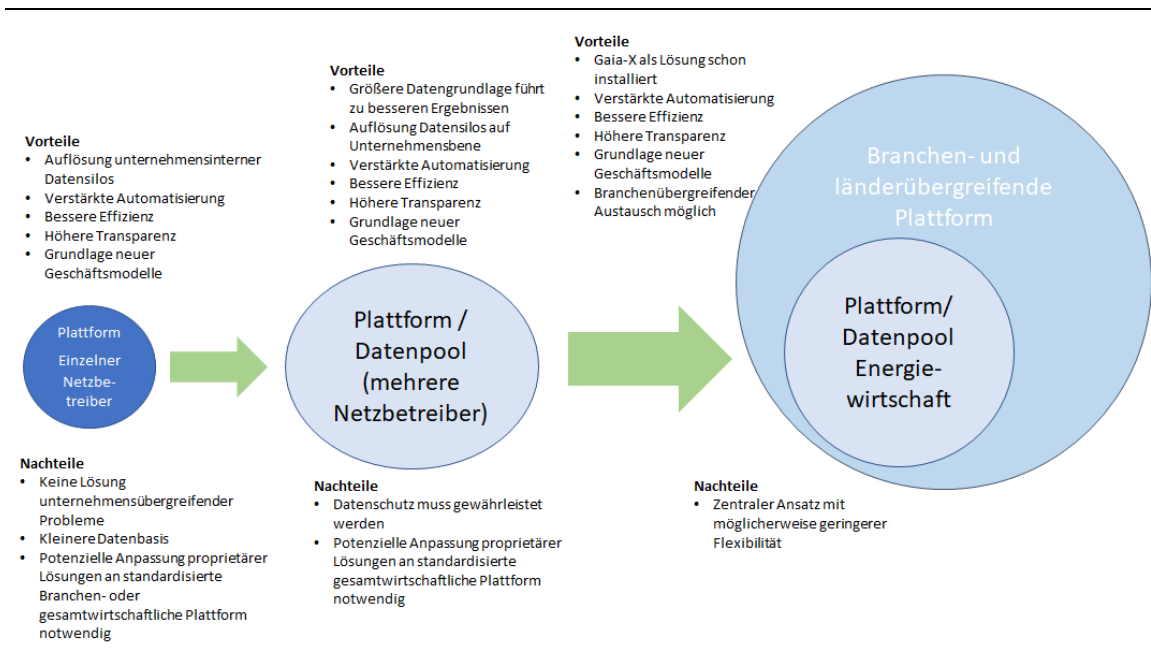 Vorteile
• Auflösung unternehmensinterner
Datensilos
• Verstärkte Automatisierung
• Bessere Effizienz
• Höhere Transparenz
• Grundlage neuer
Geschäftsmodelle
Plattform
Einzelner
Netzbe-
treiber
Nachteile
• Keine Lösung
unternehmensübergreifender
Probleme
• Kleinere Datenbasis
• Potenzielle Anpassung proprietärer
Lösungen an standardisierte
Branchen- oder
gesamtwirtschaftliche Plattform
notwendig
Vorteile
• Größere Datengrundlage führt
zu besseren Ergebnissen
• Auflösung Datensilos auf
Unternehmensbene
• Verstärkte Automatisierung
• Bessere Effizienz
• Höhere Transparenz
• Grundlage neuer
Geschäftsmodelle
Plattform /
Datenpool
(mehrere
Netzbetreiber)
Nachteile
• Datenschutz muss gewährleistet
werden
• Potenzielle Anpassung proprietärer
Lösungen an standardisierte
gesamtwirtschaftliche Plattform
notwendig
Vorteile
• Gaia-X als Lösung schon
installiert
• Verstärkte Automatisierung
• Bessere Effizienz
• Höhere Transparenz
• Grundlage neuer
Geschäftsmodelle
• Branchenübergreifender
Austausch möglich
Branchen- und
länderübergreifende
Plattform
Plattform/
Datenpool
Energie-
wirtschaft
Nachteile
• Zentraler Ansatz mit
möglicherweise geringerer
Flexibilität